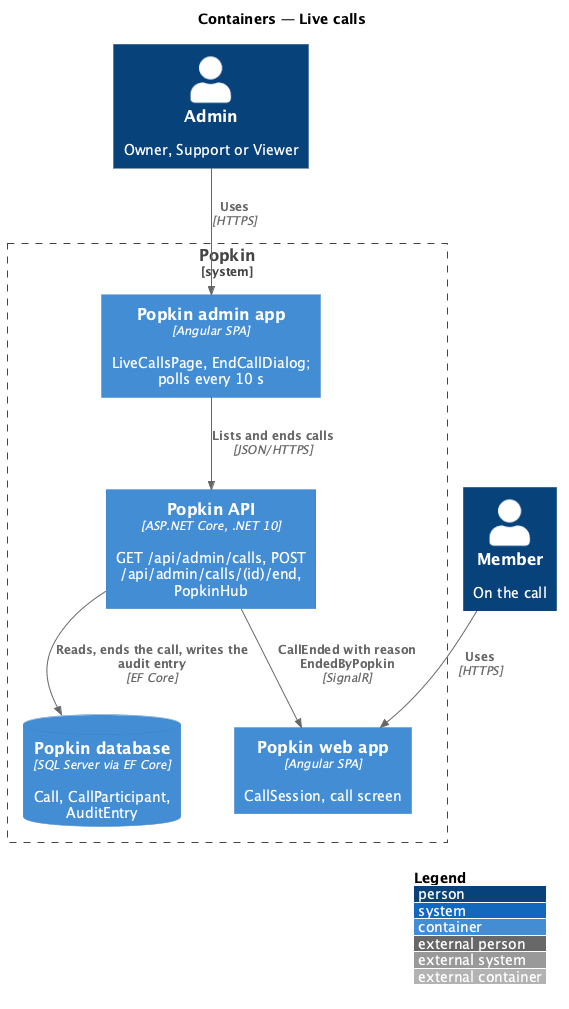 Containers — Live calls
Admin
Owner, Support or Viewer
Uses
[HTTPS]
Popkin
[system]
Popkin admin app
[Angular SPA]
LiveCallsPage, EndCallDialog;
polls every 10 s
Lists and ends calls
[JSON/HTTPS]
Popkin API
[ASP.NET Core, .NET 10]
GET /api/admin/calls, POST
/api/admin/calls/(id)/end,
PopkinHub
Member
On the call
Reads, ends the call, writes the
audit entry
[EF Core]
CallEnded with reason
EndedByPopkin
[SignalR]
Uses
[HTTPS]
Popkin database
[SQL Server via EF Core]
Call, CallParticipant,
AuditEntry
Popkin web app
[Angular SPA]
CallSession, call screen
Legend
person
system
container
external person
external system
external container